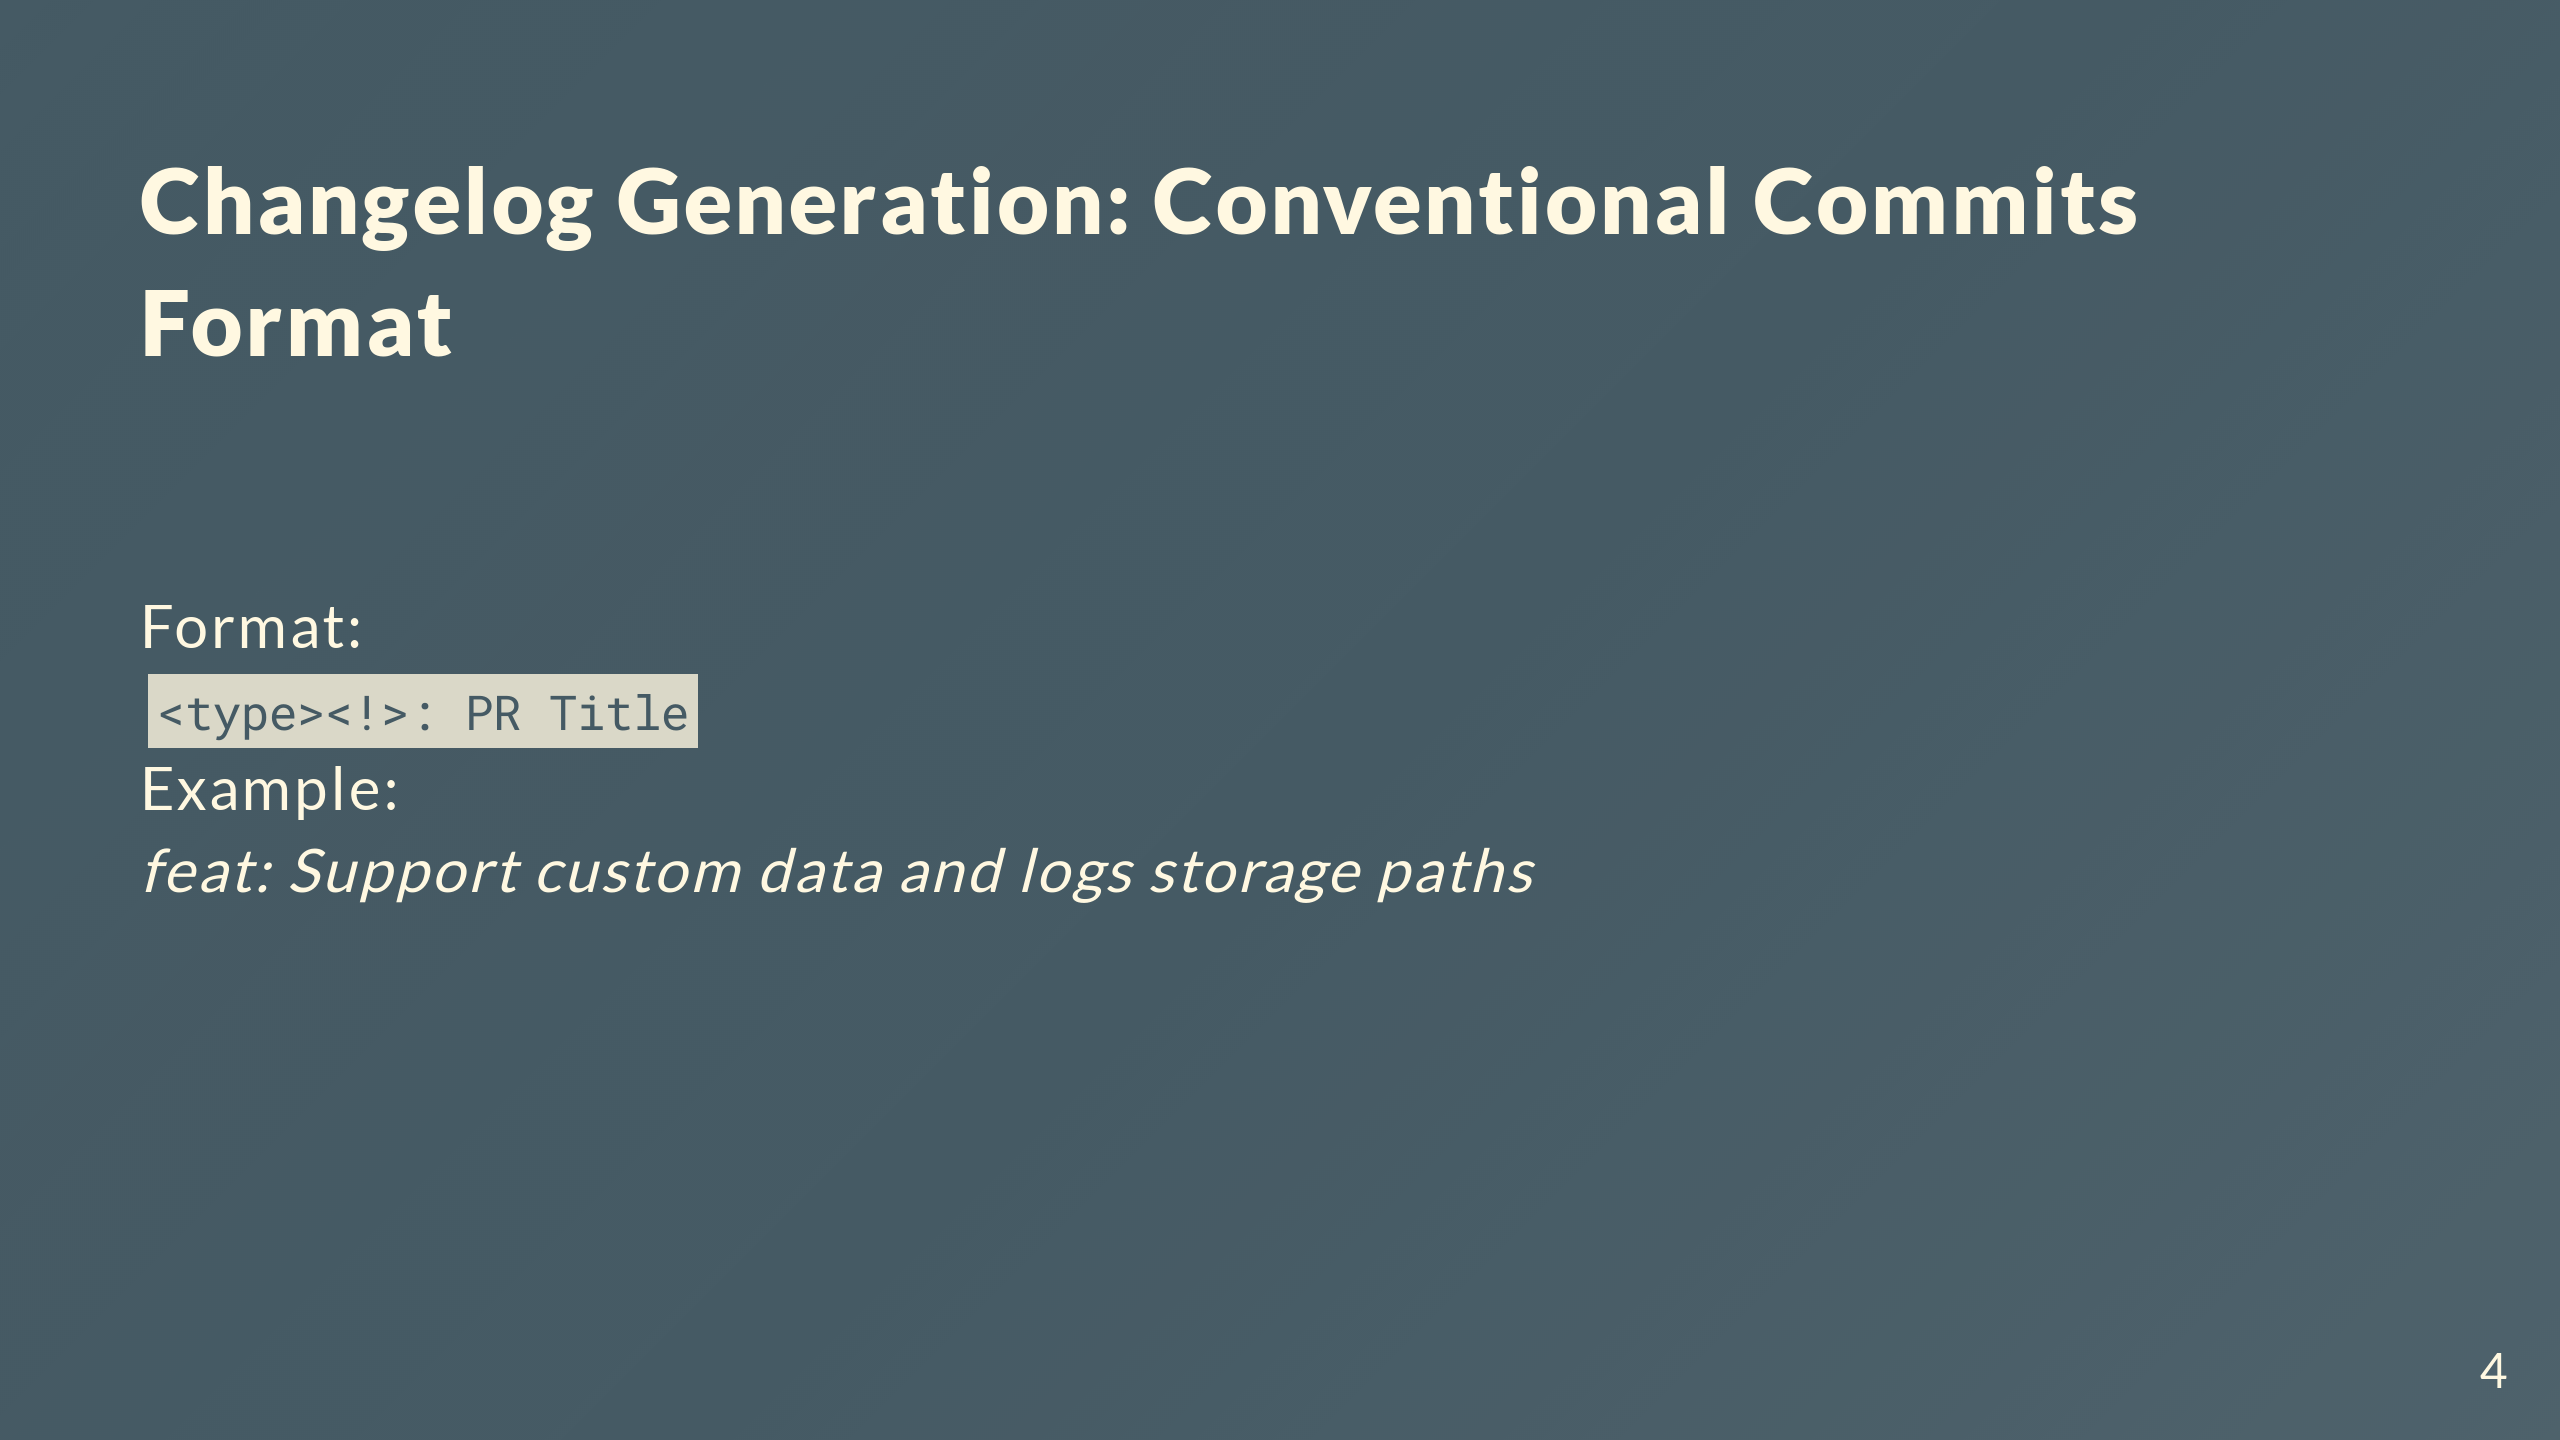 Changelog Generation: Conventional Commits
Format
Format:
<type><!>: PR Title
Example:
feat: Support custom data and logs storage paths
4